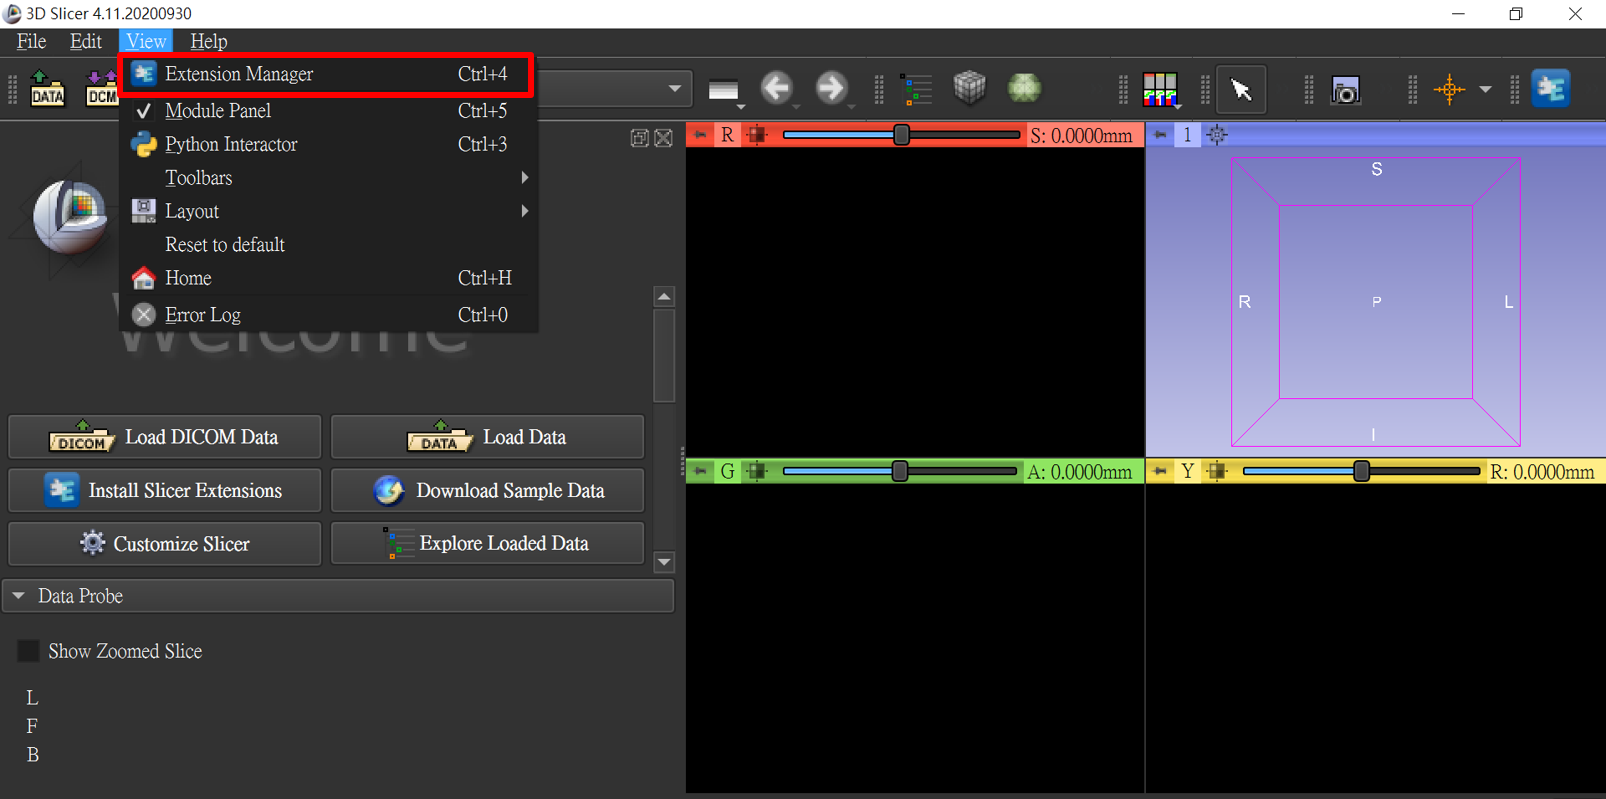 3D Slicer 4.11.20200930
File Edit View Help
DATA DCM
Extension Manager Ctrl+4
Module Panel Ctrl+5
Python Interactor Ctrl+3
Toolbars
Layout
Reset to default
Home Ctrl+H
Error Log Ctrl+0
Welcome
DICOM Load DICOM Data
DATA Load Data
Install Slicer Extensions
Download Sample Data
Customize Slicer
Explore Loaded Data
Data Probe
Show Zoomed Slice
L
F
B
R S: 0.0000mm
1
S
R P L
I
G A: 0.0000mm
Y R: 0.0000mm